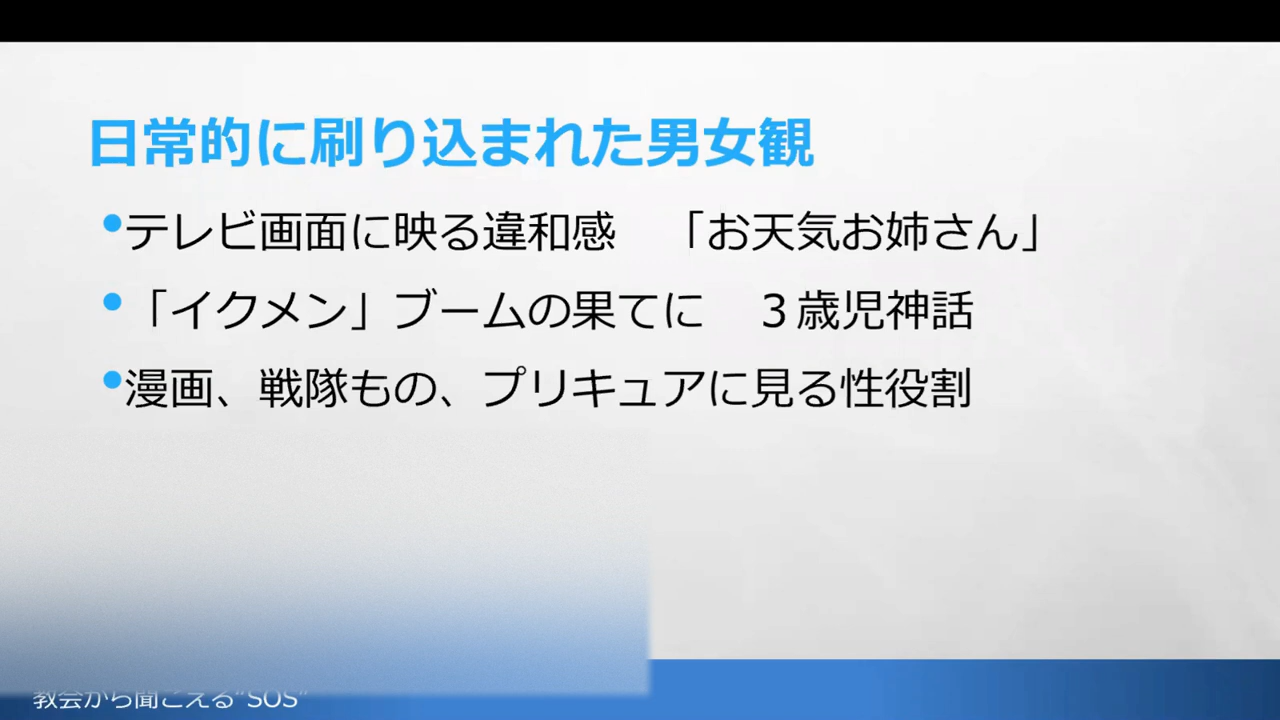 日常的に刷り込まれた男女観
•テレビ画面に映る違和感　「お天気お姉さん」
•「イクメン」ブームの果てに　３歳児神話
•漫画、戦隊もの、プリキュアに見る性役割
教会から聞こえる“SOS”